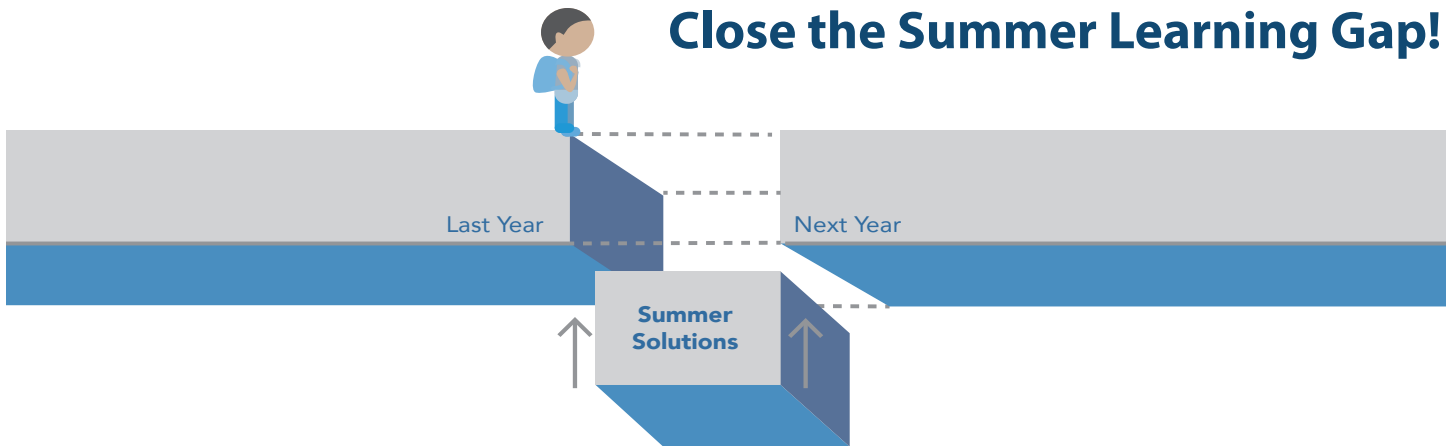 Close the Summer Learning Gap!
Last Year
Next Year
Summer
Solutions